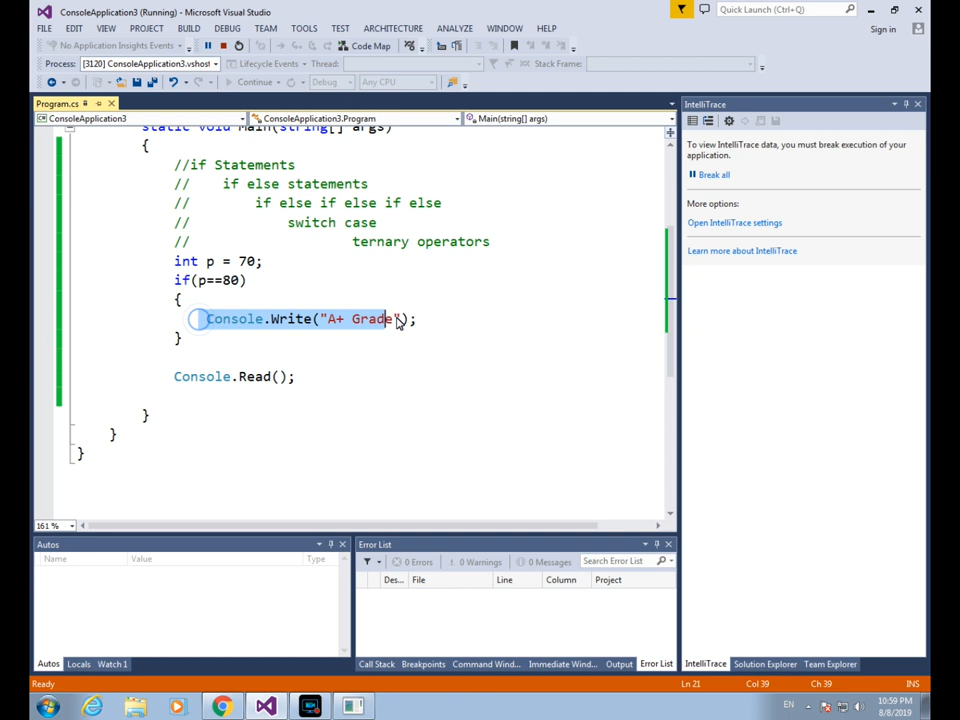 ConsoleApplication3 (Running) - Microsoft Visual Studio
Quick Launch (Ctrl+Q)
FILE EDIT VIEW PROJECT BUILD DEBUG TEAM TOOLS TEST ARCHITECTURE ANALYZE WINDOW HELP
Sign in
No Application Insights Events
Code Map
Process: [3120] ConsoleApplication3.vshost
Lifecycle Events
Thread:
Stack Frame:
Continue
Debug
Any CPU
Program.cs
ConsoleApplication3
ConsoleApplication3.Program
Main(string[] args)
static void Main(string[] args)
{
//if Statements
// if else statements
// if else if else if else
// switch case
// ternary operators
int p = 70;
if(p==80)
{
Console.Write("A+ Grade");
}
Console.Read();
}
}
}
161 %
IntelliTrace
To view IntelliTrace data, you must break execution of your
application.
Break all
More options:
Open IntelliTrace settings
Learn more about IntelliTrace
Autos
Name Value Type
Autos Locals Watch 1
Error List
0 Errors
0 Warnings
0 Messages
Search Error List
Des... File Line Column Project
Call Stack Breakpoints Command Wind... Immediate Wind... Output Error List
IntelliTrace Solution Explorer Team Explorer
Ready
Ln 21 Col 39 Ch 39 INS
EN
10:59 PM
8/8/2019